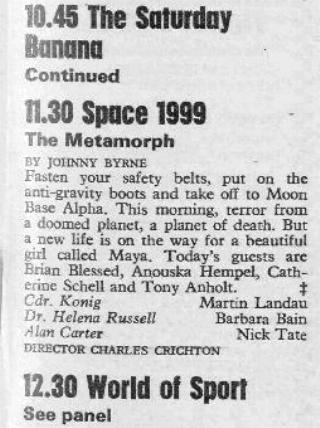 10.45 The Saturday
Banana
Continued
11.30 Space 1999
The Metamorph
BY JOHNNY BYRNE
Fasten your safety belts, put on the
anti-gravity boots and take off to Moon
Base Alpha. This morning, terror from
a doomed planet, a planet of death. But
a new life is on the way for a beautiful
girl called Maya. Today's guests are
Brian Blessed, Anouska Hempel, Cath-
erine Schell and Tony Anholt. ‡
Cdr. Konig Martin Landau
Dr. Helena Russell Barbara Bain
Alan Carter Nick Tate
DIRECTOR CHARLES CRICHTON
12.30 World of Sport
See panel